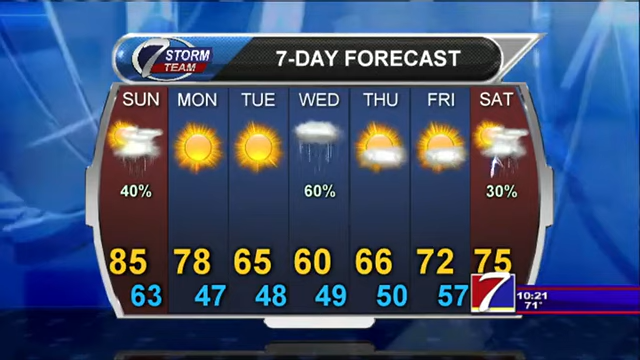 7 STORM TEAM
7-DAY FORECAST
SUN MON TUE WED THU FRI SAT
40% 60% 30%
85 78 65 60 66 72 75
63 47 48 49 50 57
7 10:21
71°